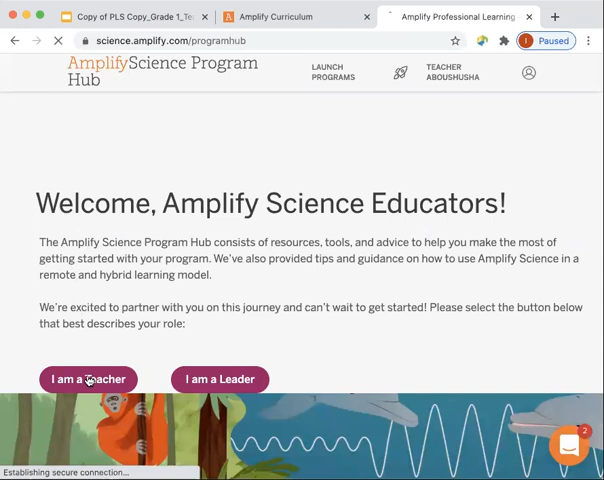 Copy of PLS Copy_Grade 1_Te
Amplify Curriculum
Amplify Professional Learning
science.amplify.com/programhub
I
Paused
AmplifyScience Program
Hub
LAUNCH
PROGRAMS
TEACHER
ABOUSHUSHA
Welcome, Amplify Science Educators!
The Amplify Science Program Hub consists of resources, tools, and advice to help you make the most of
getting started with your program. We've also provided tips and guidance on how to use Amplify Science in a
remote and hybrid learning model.
We're excited to partner with you on this journey and can't wait to get started! Please select the button below
that best describes your role:
I am a Teacher
I am a Leader
2
Establishing secure connection...